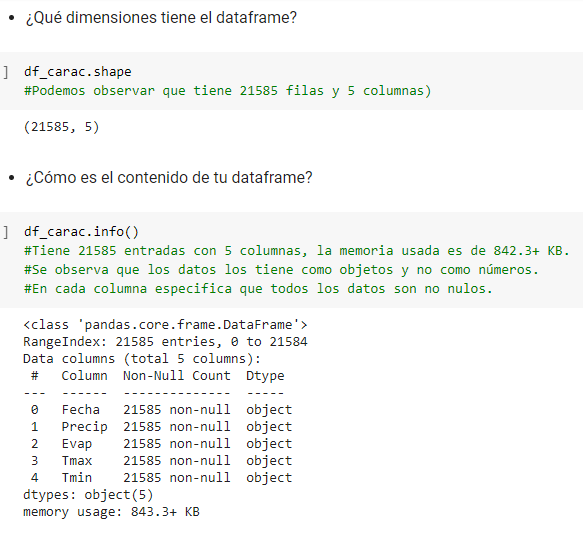 • ¿Qué dimensiones tiene el dataframe?
] df_carac.shape
#Podemos observar que tiene 21585 filas y 5 columnas)
(21585, 5)
• ¿Cómo es el contenido de tu dataframe?
] df_carac.info()
#Tiene 21585 entradas con 5 columnas, la memoria usada es de 842.3+ KB.
#Se observa que los datos los tiene como objetos y no como números.
#En cada columna especifica que todos los datos son no nulos.
<class 'pandas.core.frame.DataFrame'>
RangeIndex: 21585 entries, 0 to 21584
Data columns (total 5 columns):
 #   Column  Non-Null Count  Dtype
---  ------  --------------  -----
 0   Fecha   21585 non-null  object
 1   Precip  21585 non-null  object
 2   Evap    21585 non-null  object
 3   Tmax    21585 non-null  object
 4   Tmin    21585 non-null  object
dtypes: object(5)
memory usage: 843.3+ KB